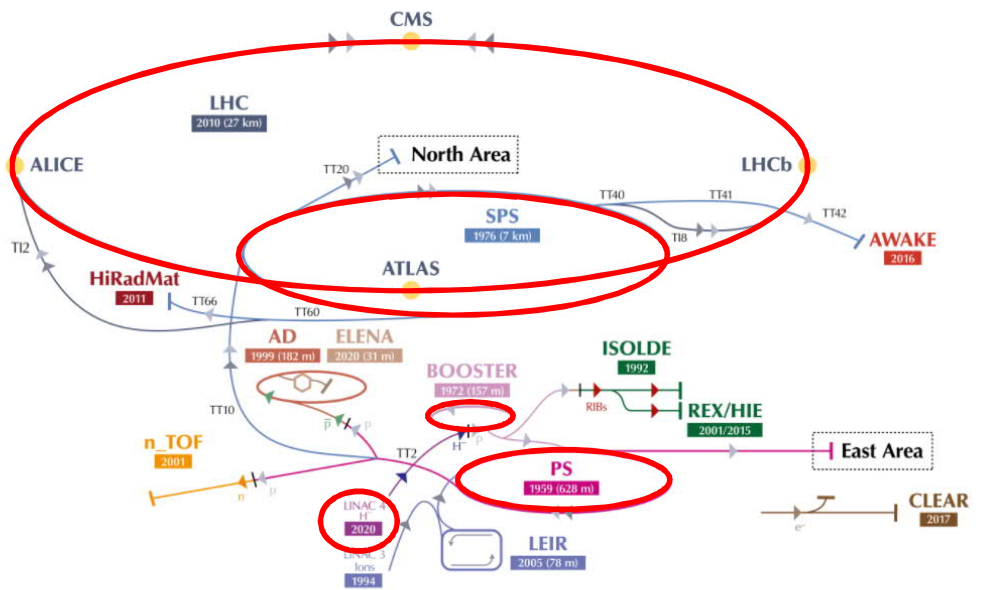 CMS
LHC
2010 (27 km)
North Area
TT20
ALICE
LHCb
TT40
TT41
SPS
1976 (7 km)
TI8
TT42
AWAKE
2016
TI2
ATLAS
HiRadMat
2011
TT66
TT60
AD
1999 (182 m)
ELENA
2020 (31 m)
BOOSTER
1972 (157 m)
ISOLDE
1992
RIBs
REX/HIE
2001/2015
TT10
p̅
p
n_TOF
2001
TT2
H⁻
p
East Area
PS
1959 (628 m)
n
p
LINAC 4
H⁻
2020
CLEAR
2017
e⁻
LINAC 3
Ions
1994
LEIR
2005 (78 m)